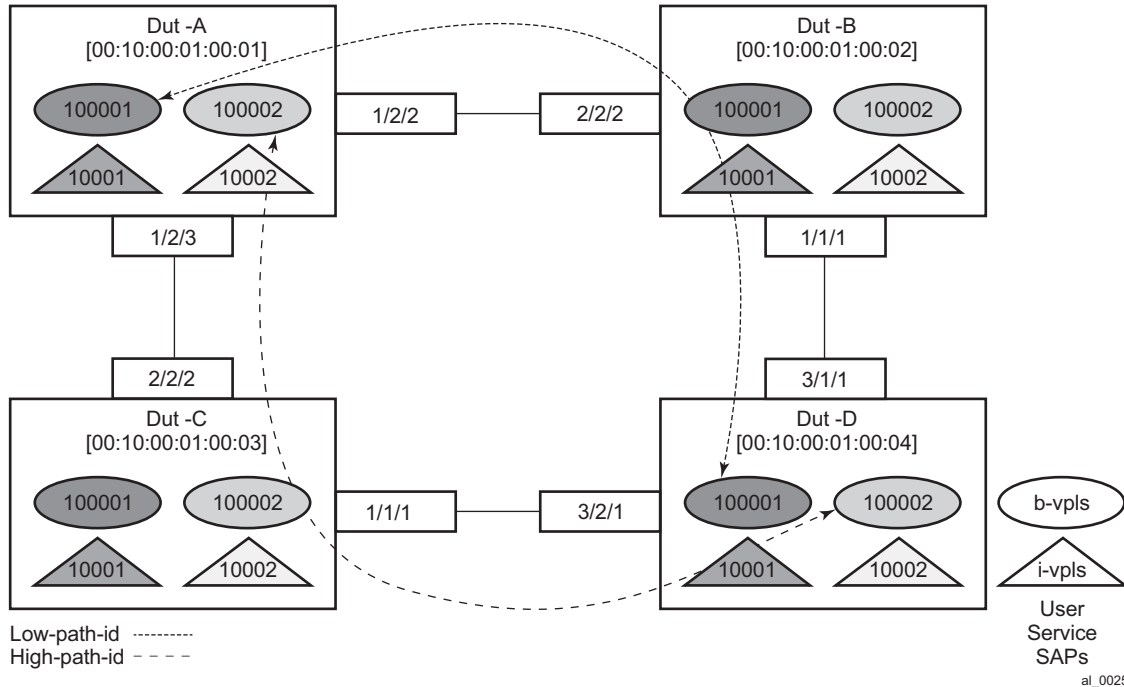 Dut -A
[00:10:00:01:00:01]
100001
100002
10001
10002
1/2/2
1/2/3
Dut -B
[00:10:00:01:00:02]
2/2/2
100001
100002
10001
10002
1/1/1
2/2/2
Dut -C
[00:10:00:01:00:03]
100001
100002
10001
10002
1/1/1
3/1/1
Dut -D
[00:10:00:01:00:04]
3/2/1
100001
100002
10001
10002
b-vpls
i-vpls
User
Service
SAPs
Low-path-id
High-path-id
al_0025